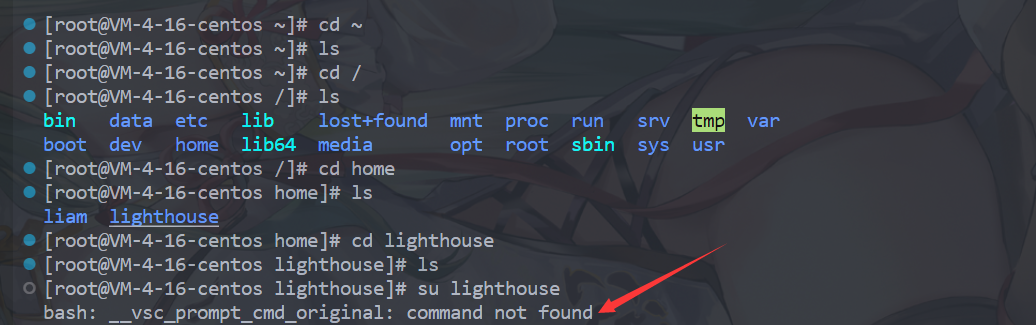 [root@VM-4-16-centos ~]# cd ~
[root@VM-4-16-centos ~]# ls
[root@VM-4-16-centos ~]# cd /
[root@VM-4-16-centos /]# ls
bin data etc lib lost+found mnt proc run srv tmp var
boot dev home lib64 media opt root sbin sys usr
[root@VM-4-16-centos /]# cd home
[root@VM-4-16-centos home]# ls
liam lighthouse
[root@VM-4-16-centos home]# cd lighthouse
[root@VM-4-16-centos lighthouse]# ls
[root@VM-4-16-centos lighthouse]# su lighthouse
bash: __vsc_prompt_cmd_original: command not found